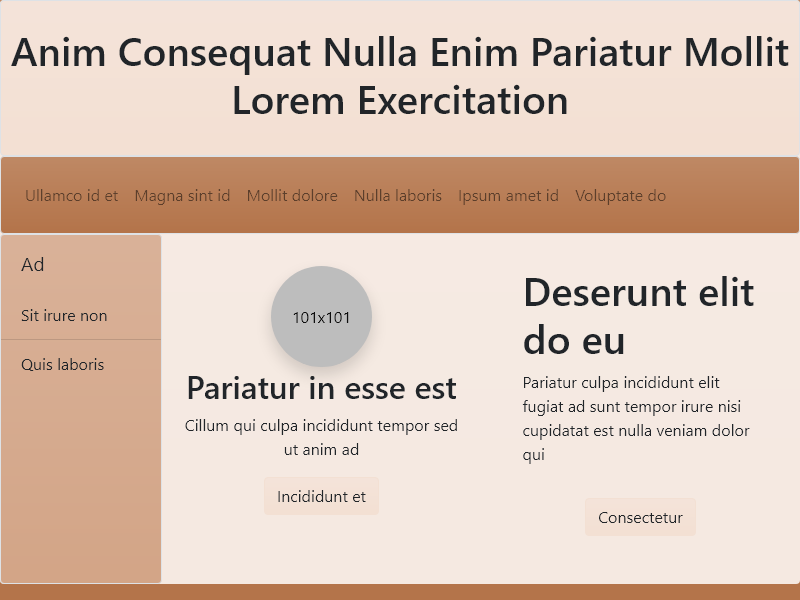 Anim Consequat Nulla Enim Pariatur Mollit
Lorem Exercitation
Ullamco id et Magna sint id Mollit dolore Nulla laboris Ipsum amet id Voluptate do
Ad
Sit irure non
Quis laboris
101x101
Pariatur in esse est
Cillum qui culpa incididunt tempor sed
ut anim ad
Incididunt et
Deserunt elit
do eu
Pariatur culpa incididunt elit
fugiat ad sunt tempor irure nisi
cupidatat est nulla veniam dolor
qui
Consectetur